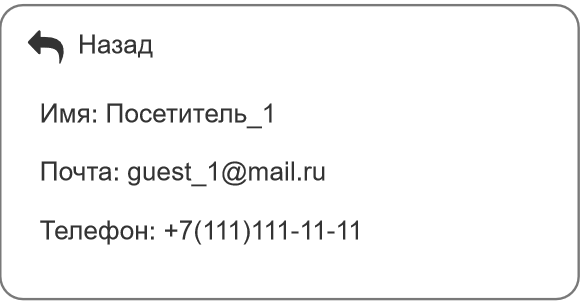 Назад
Имя: Посетитель_1
Почта: guest_1@mail.ru
Телефон: +7(111)111-11-11